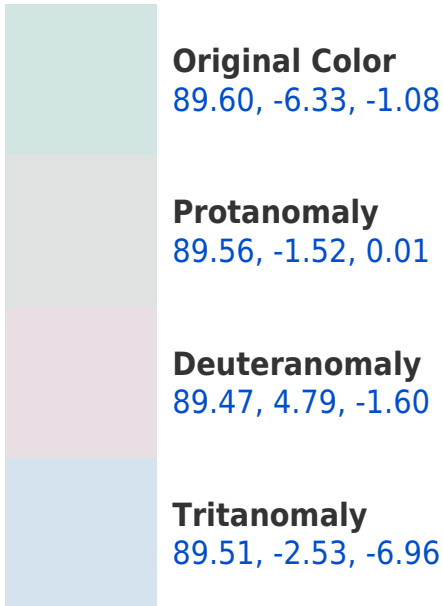 Original Color
89.60, -6.33, -1.08
Protanomaly
89.56, -1.52, 0.01
Deuteranomaly
89.47, 4.79, -1.60
Tritanomaly
89.51, -2.53, -6.96